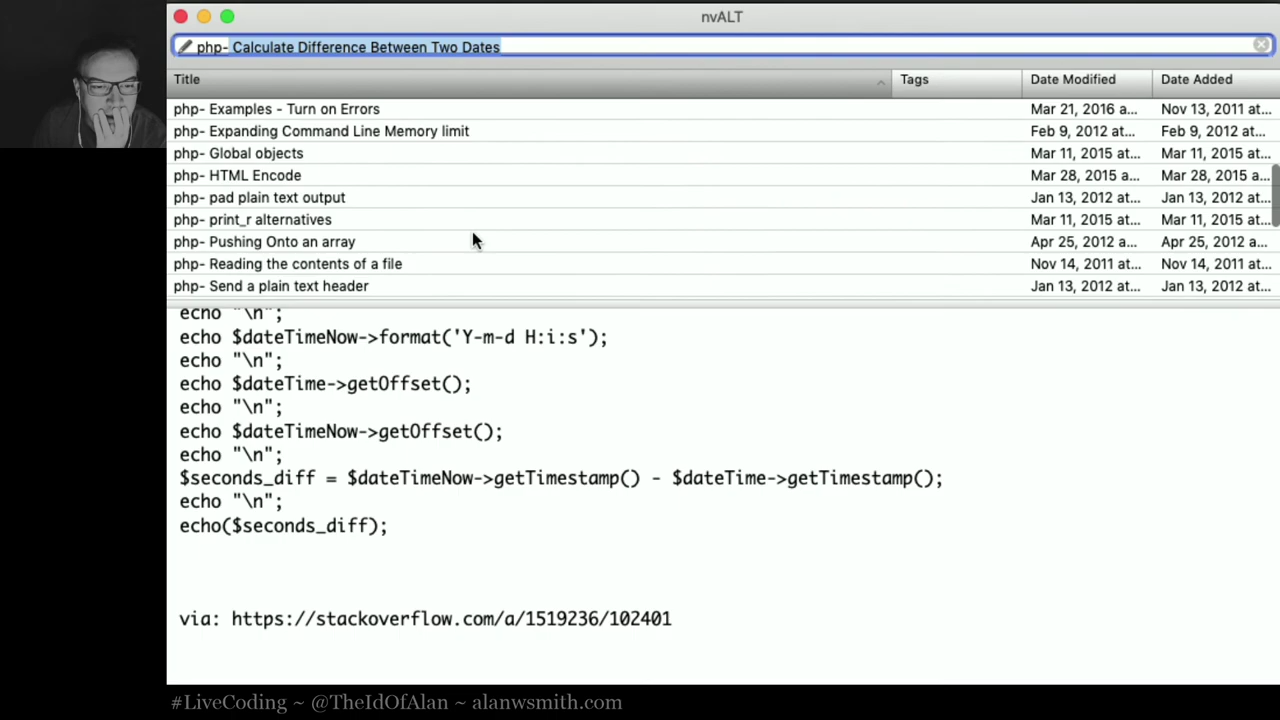 nvALT
php- Calculate Difference Between Two Dates
Title Tags Date Modified Date Added
php- Examples - Turn on Errors Mar 21, 2016 a... Nov 13, 2011 at...
php- Expanding Command Line Memory limit Feb 9, 2012 at... Feb 9, 2012 at...
php- Global objects Mar 11, 2015 at... Mar 11, 2015 at...
php- HTML Encode Mar 28, 2015 a... Mar 28, 2015 a...
php- pad plain text output Jan 13, 2012 at... Jan 13, 2012 at...
php- print_r alternatives Mar 11, 2015 at... Mar 11, 2015 at...
php- Pushing Onto an array Apr 25, 2012 a... Apr 25, 2012 a...
php- Reading the contents of a file Nov 14, 2011 at... Nov 14, 2011 at...
php- Send a plain text header Jan 13, 2012 at... Jan 13, 2012 at...
echo "\n";
echo $dateTimeNow->format('Y-m-d H:i:s');
echo "\n";
echo $dateTime->getOffset();
echo "\n";
echo $dateTimeNow->getOffset();
echo "\n";
$seconds_diff = $dateTimeNow->getTimestamp() - $dateTime->getTimestamp();
echo "\n";
echo($seconds_diff);
via: https://stackoverflow.com/a/1519236/102401
#LiveCoding ~ @TheIdOfAlan ~ alanwsmith.com